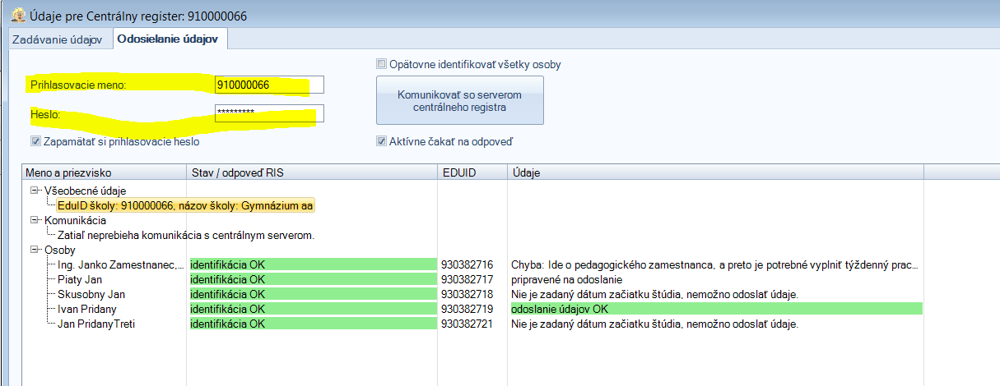 Údaje pre Centrálny register: 910000066
Zadávanie údajov Odosielanie údajov
Opätovne identifikovať všetky osoby
Prihlasovacie meno: 910000066
Komunikovať so serverom
centrálneho registra
Heslo: *********
Zapamätať si prihlasovacie heslo
Aktívne čakať na odpoveď
Meno a priezvisko Stav / odpoveď RIS EDUID Údaje
Všeobecné údaje
EduID školy: 910000066, názov školy: Gymnázium aa
Komunikácia
Zatiaľ neprebieha komunikácia s centrálnym serverom.
Osoby
Ing. Janko Zamestnanec,... identifikácia OK 930382716 Chyba: Ide o pedagogického zamestnanca, a preto je potrebné vyplniť týždenný prac...
Piaty Jan identifikácia OK 930382717 pripravené na odoslanie
Skusobny Jan identifikácia OK 930382718 Nie je zadaný dátum začiatku štúdia, nemožno odoslať údaje.
Ivan Pridany identifikácia OK 930382719 odoslanie údajov OK
Jan PridanyTreti identifikácia OK 930382721 Nie je zadaný dátum začiatku štúdia, nemožno odoslať údaje.